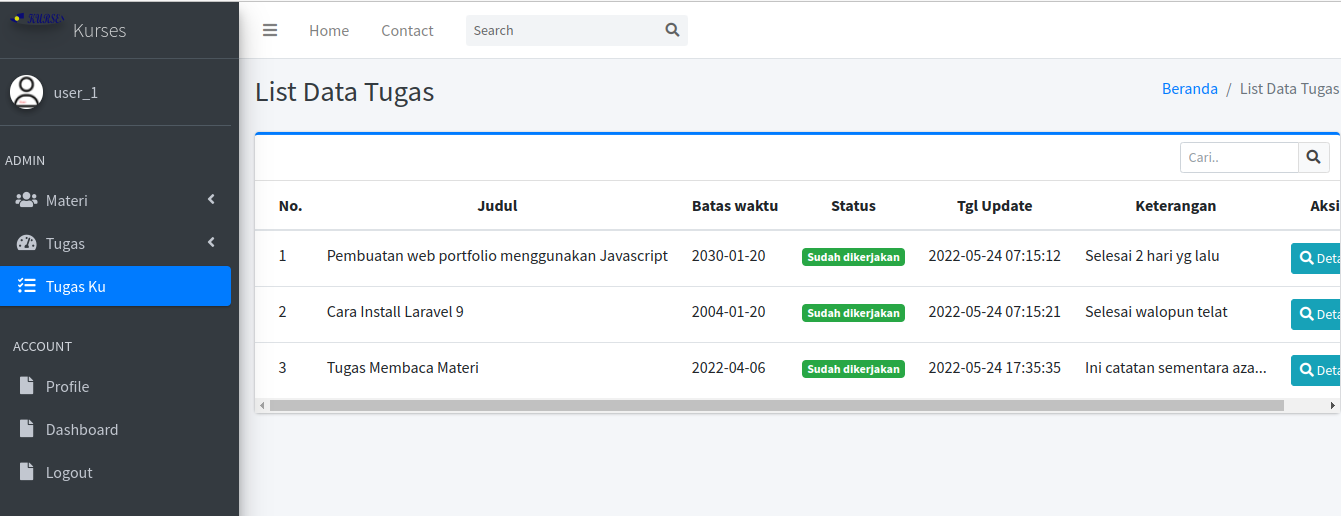 KURSUS
Kurses
Home
Contact
Search
user_1
ADMIN
Materi
Tugas
Tugas Ku
ACCOUNT
Profile
Dashboard
Logout
List Data Tugas
Beranda / List Data Tugas
Cari..
No. Judul Batas waktu Status Tgl Update Keterangan Aksi
1 Pembuatan web portfolio menggunakan Javascript 2030-01-20 Sudah dikerjakan 2022-05-24 07:15:12 Selesai 2 hari yg lalu Deta
2 Cara Install Laravel 9 2004-01-20 Sudah dikerjakan 2022-05-24 07:15:21 Selesai walopun telat Deta
3 Tugas Membaca Materi 2022-04-06 Sudah dikerjakan 2022-05-24 17:35:35 Ini catatan sementara aza... Deta